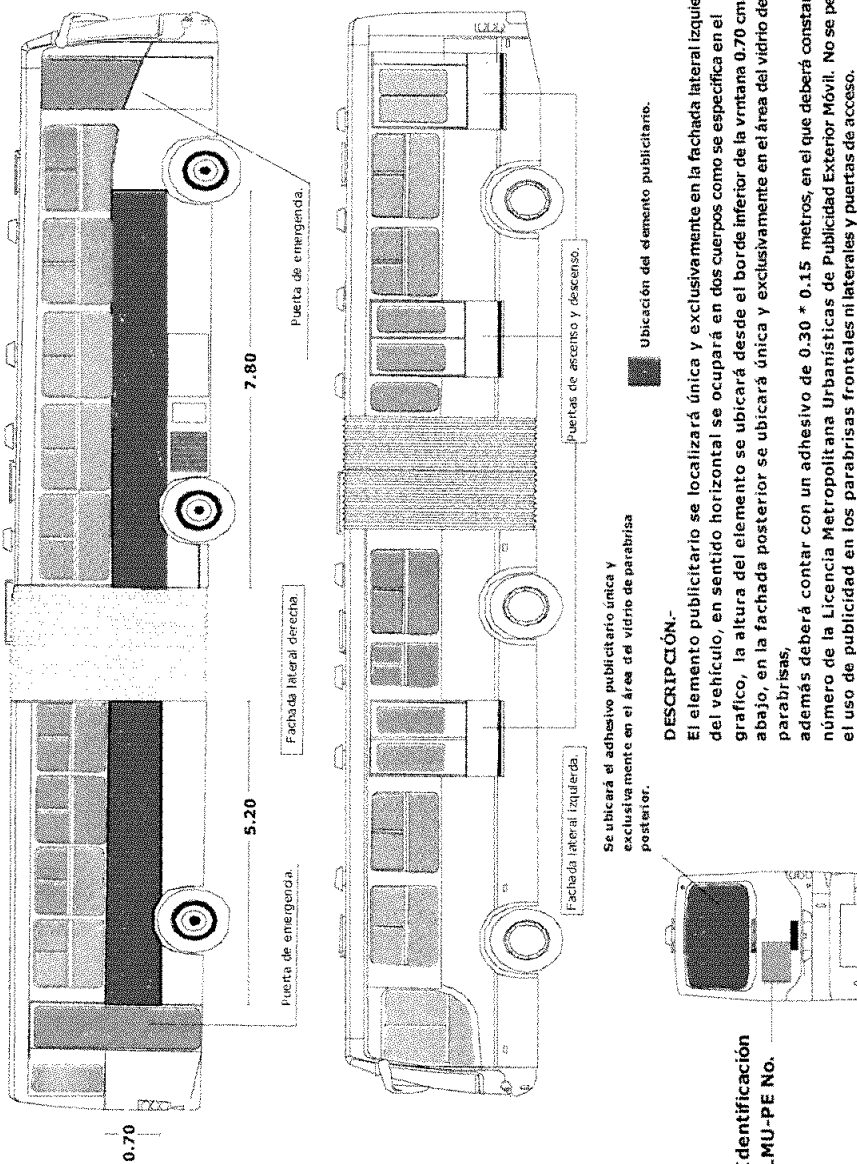 0.70
5.20
7.80
Puerta de emergencia.
Puerta de emergencia.
Fachada lateral derecha.
Fachada lateral izquierda.
Puertas de ascenso y descenso.
Se ubicará el adhesivo publicitario única y
exclusivamente en el área del vidrio de parabrisa
posterior.
Ubicación del elemento publicitario.
DESCRIPCIÓN.-
El elemento publicitario se localizará única y exclusivamente en la fachada lateral izquie
del vehículo, en sentido horizontal se ocupará en dos cuerpos como se especifica en el
grafico, la altura del elemento se ubicará desde el borde inferior de la vrntana 0.70 cm
abajo, en la fachada posterior se ubicará única y exclusivamente en el área del vidrio de
parabrisas,
además deberá contar con un adhesivo de 0.30 * 0.15 metros, en el que deberá constar
número de la Licencia Metropolitana Urbanísticas de Publicidad Exterior Móvil. No se pe
el uso de publicidad en los parabrisas frontales ni laterales y puertas de acceso.
dentificación
MU-PE No.